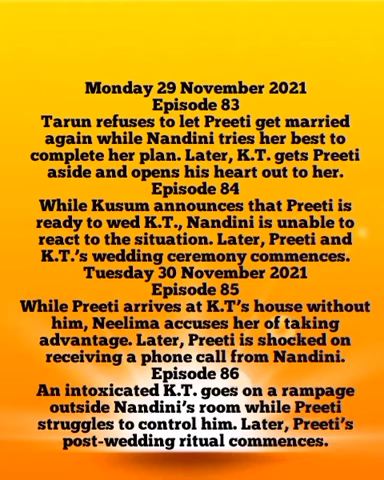 Monday 29 November 2021
Episode 83
Tarun refuses to let Preeti get married
again while Nandini tries her best to
complete her plan. Later, K.T. gets Preeti
aside and opens his heart out to her.
Episode 84
While Kusum announces that Preeti is
ready to wed K.T., Nandini is unable to
react to the situation. Later, Preeti and
K.T.'s wedding ceremony commences.
Tuesday 30 November 2021
Episode 85
While Preeti arrives at K.T's house without
him, Neelima accuses her of taking
advantage. Later, Preeti is shocked on
receiving a phone call from Nandini.
Episode 86
An intoxicated K.T. goes on a rampage
outside Nandini's room while Preeti
struggles to control him. Later, Preeti's
post-wedding ritual commences.